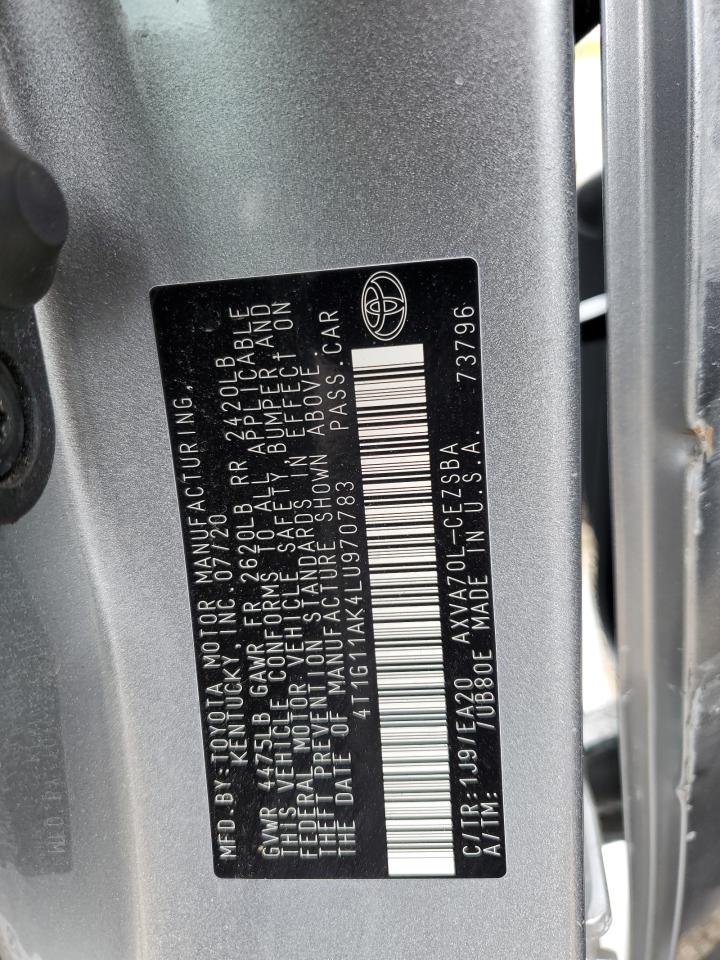 MFD.BY:TOYOTA MOTOR MANUFACTURING,
KENTUCKY, INC.07/20
GVWR 4475LB GAWR FR 2620LB RR 2420LB
THIS VEHICLE CONFORMS TO ALL APPLICABLE
FEDERAL MOTOR VEHICLE SAFETY BUMPER,AND
THEFT PREVENTION STANDARDS IN EFFECT ON
THE DATE OF MANUFACTURE SHOWN ABOVE.
4T1G11AK4LU970783 PASS.CAR
C/TR:1J97EA20 AXVA70L-CEZSBA
A/TM: 7UB80E MADE IN U.S.A. 73796